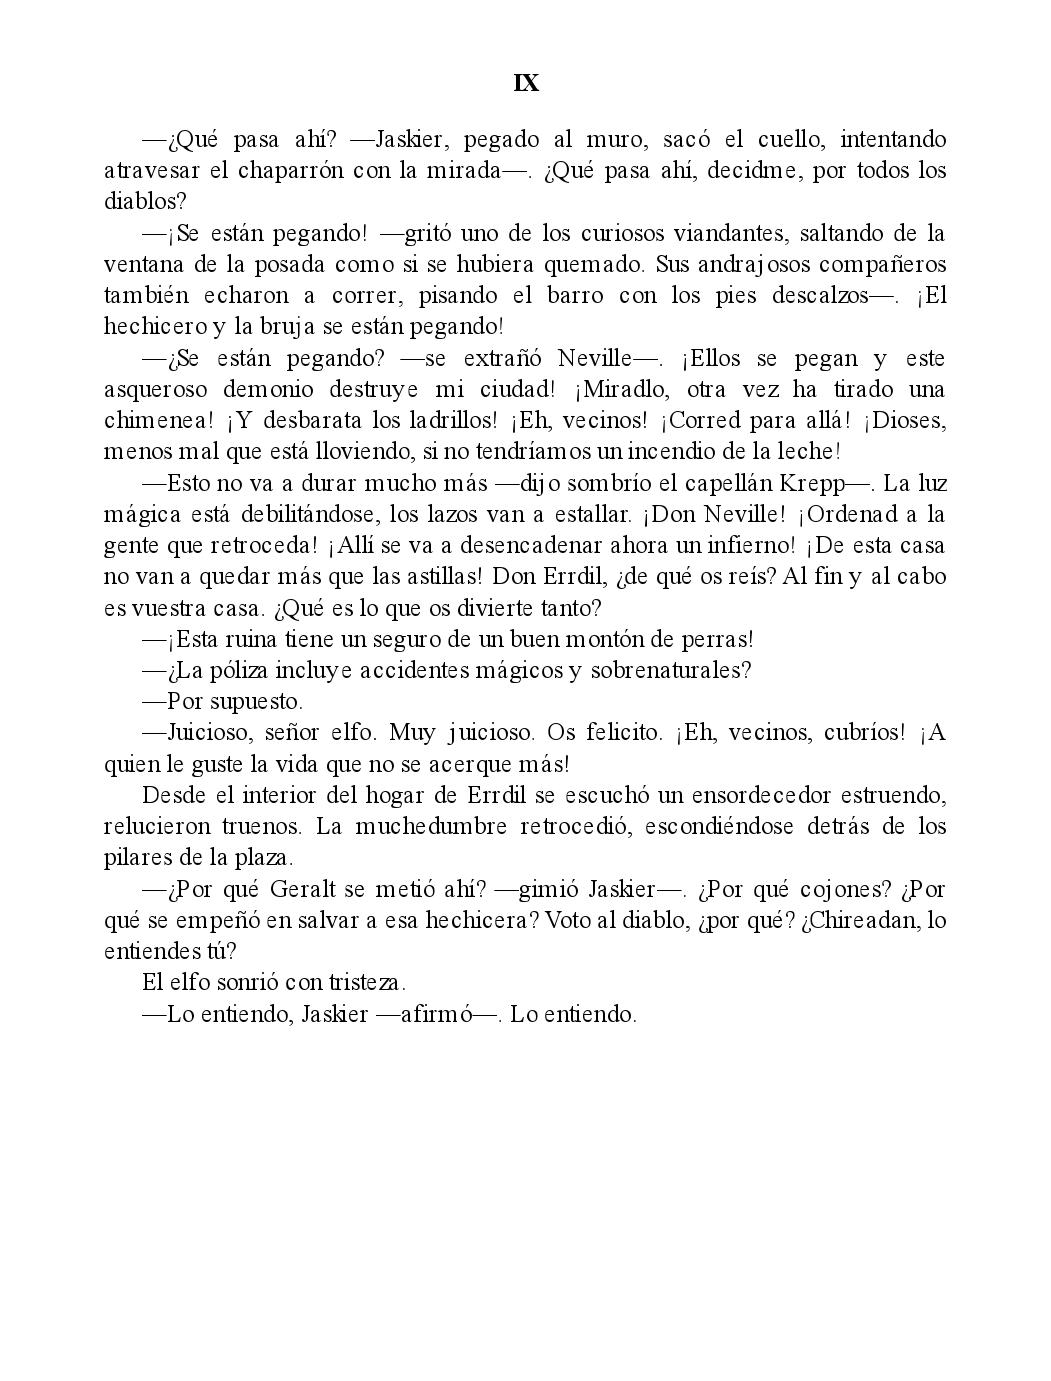 IX
—¿Qué pasa ahí? —Jaskier, pegado al muro, sacó el cuello, intentando
atravesar el chaparrón con la mirada—. ¿Qué pasa ahí, decidme, por todos los
diablos?
—¡Se están pegando! —gritó uno de los curiosos viandantes, saltando de la
ventana de la posada como si se hubiera quemado. Sus andrajosos compañeros
también echaron a correr, pisando el barro con los pies descalzos—. ¡El
hechicero y la bruja se están pegando!
—¿Se están pegando? —se extrañó Neville—. ¡Ellos se pegan y este
asqueroso demonio destruye mi ciudad! ¡Miradlo, otra vez ha tirado una
chimenea! ¡Y desbarata los ladrillos! ¡Eh, vecinos! ¡Corred para allá! ¡Dioses,
menos mal que está lloviendo, si no tendríamos un incendio de la leche!
—Esto no va a durar mucho más —dijo sombrío el capellán Krepp—. La luz
mágica está debilitándose, los lazos van a estallar. ¡Don Neville! ¡Ordenad a la
gente que retroceda! ¡Allí se va a desencadenar ahora un infierno! ¡De esta casa
no van a quedar más que las astillas! Don Errdil, ¿de qué os reís? Al fin y al cabo
es vuestra casa. ¿Qué es lo que os divierte tanto?
—¡Esta ruina tiene un seguro de un buen montón de perras!
—¿La póliza incluye accidentes mágicos y sobrenaturales?
—Por supuesto.
—Juicioso, señor elfo. Muy juicioso. Os felicito. ¡Eh, vecinos, cubríos! ¡A
quien le guste la vida que no se acerque más!
Desde el interior del hogar de Errdil se escuchó un ensordecedor estruendo,
relucieron truenos. La muchedumbre retrocedió, escondiéndose detrás de los
pilares de la plaza.
—¿Por qué Geralt se metió ahí? —gimió Jaskier—. ¿Por qué cojones? ¿Por
qué se empeñó en salvar a esa hechicera? Voto al diablo, ¿por qué? ¿Chireadan, lo
entiendes tú?
El elfo sonrió con tristeza.
—Lo entiendo, Jaskier —afirmó—. Lo entiendo.